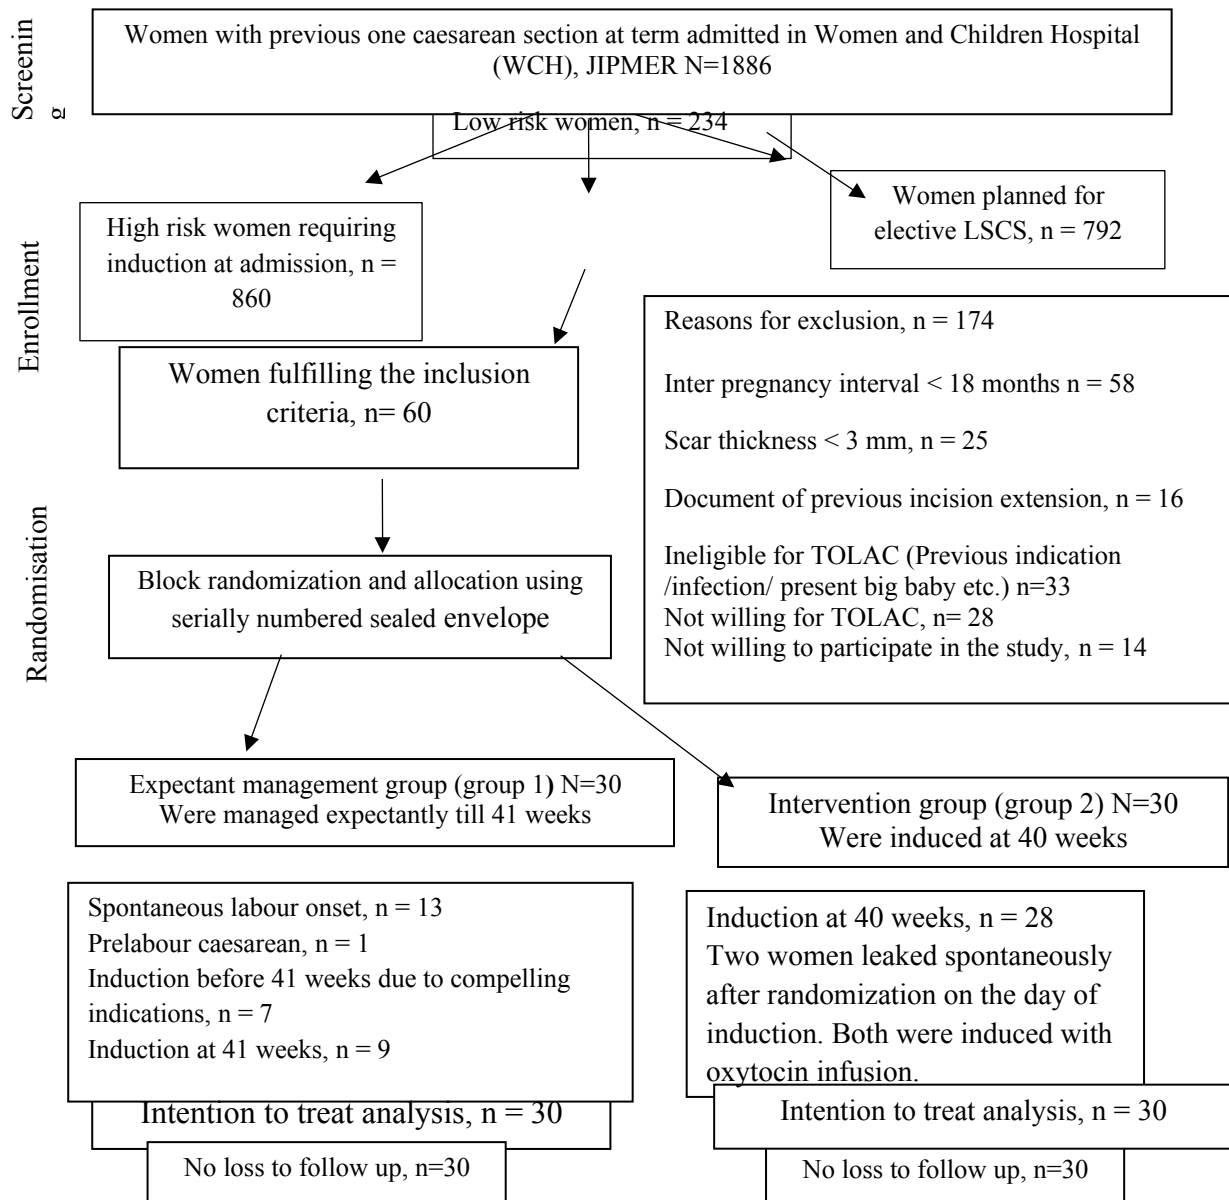 Screenin
g
Women with previous one caesarean section at term admitted in Women and Children Hospital
(WCH), JIPMER N=1886
Low risk women, n = 234
Enrollment
High risk women requiring
induction at admission, n =
860
Women planned for
elective LSCS, n = 792
Women fulfilling the inclusion
criteria, n= 60
Reasons for exclusion, n = 174
Inter pregnancy interval < 18 months n = 58
Scar thickness < 3 mm, n = 25
Document of previous incision extension, n = 16
Ineligible for TOLAC (Previous indication
/infection/ present big baby etc.) n=33
Not willing for TOLAC, n= 28
Not willing to participate in the study, n = 14
Randomisation
Block randomization and allocation using
serially numbered sealed envelope
Expectant management group (group 1) N=30
Were managed expectantly till 41 weeks
Intervention group (group 2) N=30
Were induced at 40 weeks
Spontaneous labour onset, n = 13
Prelabour caesarean, n = 1
Induction before 41 weeks due to compelling
indications, n = 7
Induction at 41 weeks, n = 9
Induction at 40 weeks, n = 28
Two women leaked spontaneously
after randomization on the day of
induction. Both were induced with
oxytocin infusion.
Intention to treat analysis, n = 30
Intention to treat analysis, n = 30
No loss to follow up, n=30
No loss to follow up, n=30